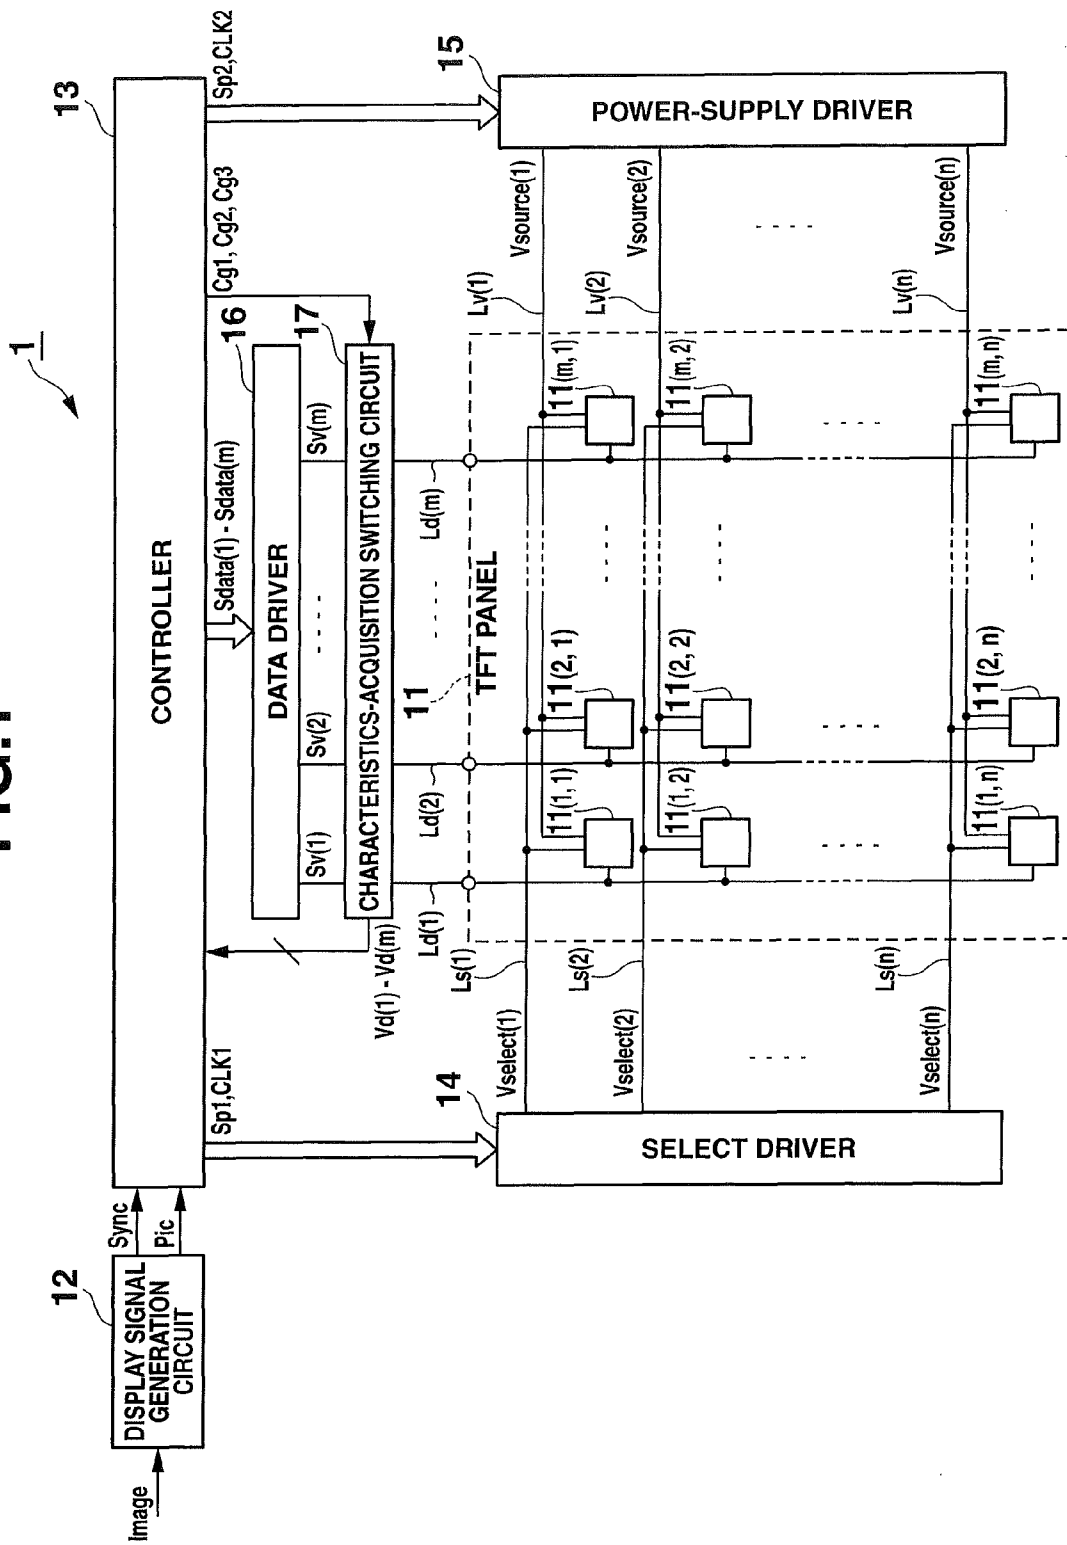 FIG.1
1
Image
12
DISPLAY SIGNAL
GENERATION
CIRCUIT
Sync
Pic
13
CONTROLLER
Sp1,CLK1
Vd(1) - Vd(m)
Sdata(1) - Sdata(m)
Cg1, Cg2, Cg3
Sp2,CLK2
16
DATA DRIVER
Sv(1)
Sv(2)
- - - -
Sv(m)
17
CHARACTERISTICS-ACQUISITION SWITCHING CIRCUIT
Ld(1)
Ld(2)
- - - -
Ld(m)
11
TFT PANEL
14
SELECT DRIVER
15
POWER-SUPPLY DRIVER
Vselect(1)
Ls(1)
11(1, 1)
11(2, 1)
- - - -
11(m, 1)
Lv(1)
Vsource(1)
Vselect(2)
Ls(2)
11(1, 2)
11(2, 2)
- - - -
11(m, 2)
Lv(2)
Vsource(2)
- - - -
- - - -
- - - -
- - - -
- - - -
Vselect(n)
Ls(n)
11(1, n)
11(2, n)
- - - -
11(m, n)
Lv(n)
Vsource(n)